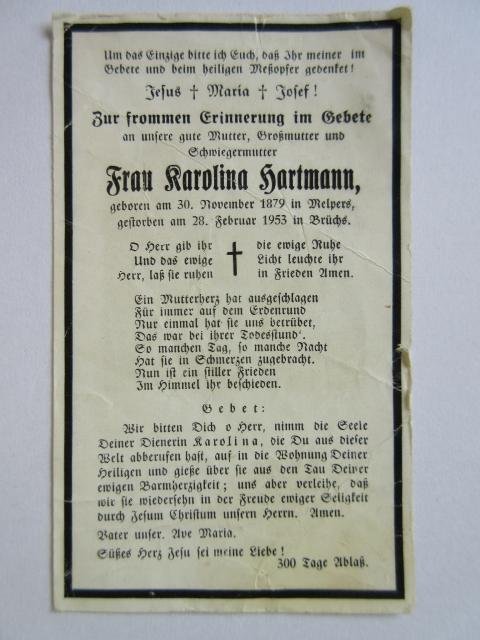 Um das Einzige bitte ich Euch, daß Ihr meiner im
Gebete und beim heiligen Meßopfer gedenket!
Jesus † Maria † Josef!
Zur frommen Erinnerung im Gebete
an unsere gute Mutter, Großmutter und
Schwiegermutter
Frau Karolina Hartmann,
geboren am 30. November 1879 in Melpers,
gestorben am 28. Februar 1953 in Brüchs.
O Herr gib ihr die ewige Ruhe
Und das ewige Licht leuchte ihr
Herr, laß sie ruhen in Frieden Amen.
Ein Mutterherz hat ausgeschlagen
Für immer auf dem Erdenrund
Nur einmal hat sie uns betrübet,
Das war bei ihrer Todesstund'.
So manchen Tag, so manche Nacht
Hat sie in Schmerzen zugebracht.
Nun ist ein stiller Frieden
Im Himmel ihr beschieden.
Gebet:
Wir bitten Dich o Herr, nimm die Seele
Deiner Dienerin Karolina, die Du aus dieser
Welt abberufen hast, auf in die Wohnung Deiner
Heiligen und gieße über sie aus den Tau Deiner
ewigen Barmherzigkeit; uns aber verleihe, daß
wir sie wiedersehn in der Freude ewiger Seligkeit
durch Jesum Christum unsern Herrn. Amen.
Vater unser. Ave Maria.
Süßes Herz Jesu sei meine Liebe!
300 Tage Ablaß.